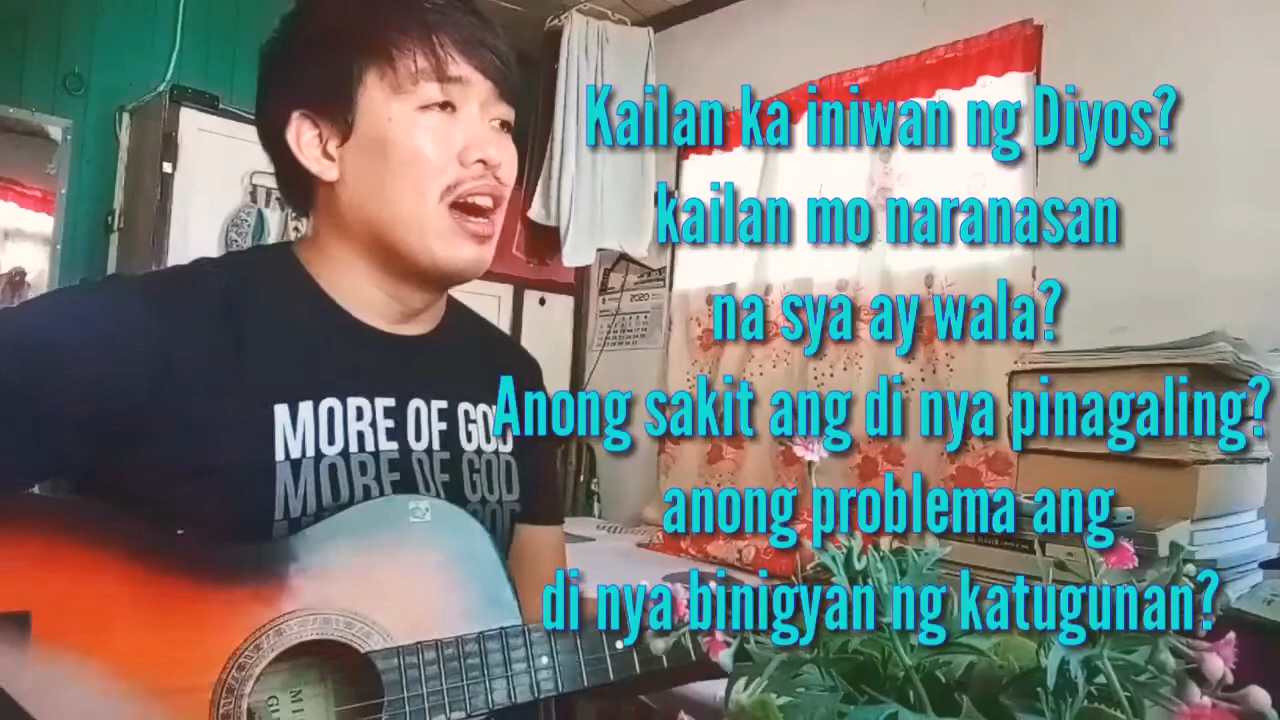 Kailan ka iniwan ng Diyos?
kailan mo naranasan
na sya ay wala?
Anong sakit ang di nya pinagaling?
anong problema ang
di nya binigyan ng katugunan?
MORE OF GOD
MORE OF GOD
2020